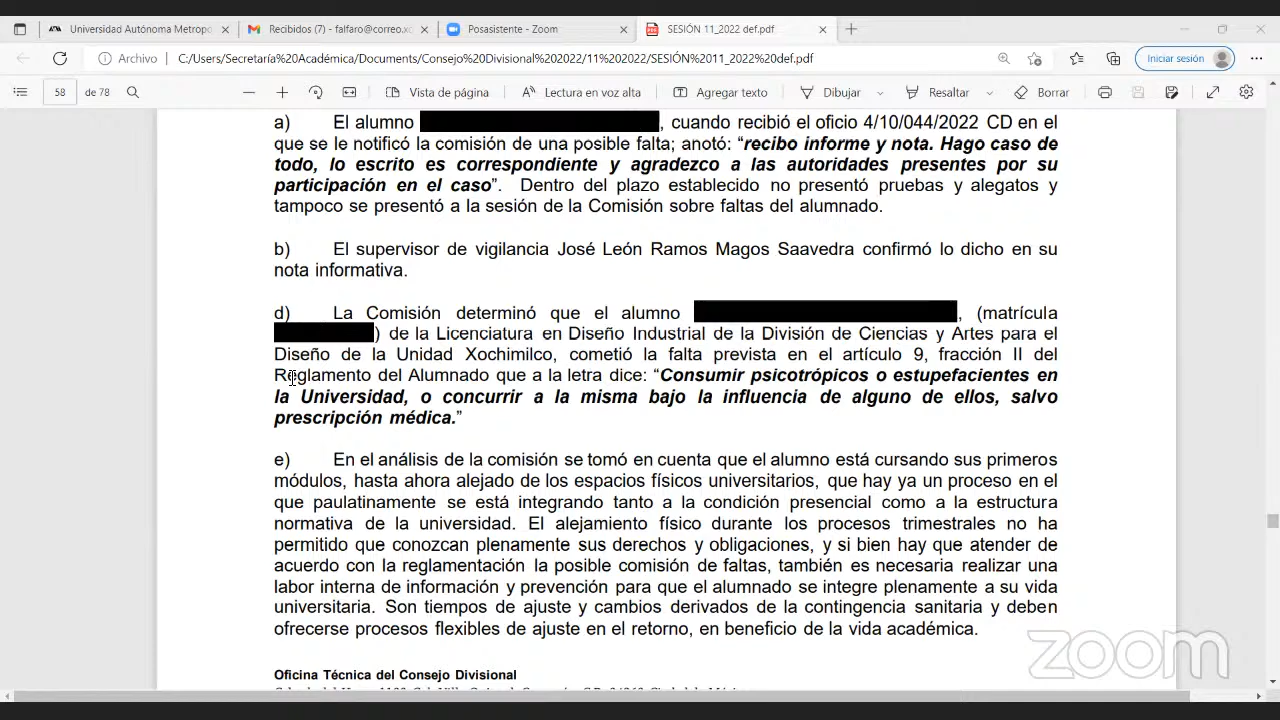 Universidad Autónoma Metropo
Recibidos (7) - falfaro@correo.xo
Posasistente - Zoom
SESIÓN 11_2022 def.pdf
Archivo
C:/Users/Secretaría%20Académica/Documents/Consejo%20Divisional%202022/11%202022/SESIÓN%2011_2022%20def.pdf
Iniciar sesión
58 de 78
Vista de página
Lectura en voz alta
Agregar texto
Dibujar
Resaltar
Borrar
a) El alumno , cuando recibió el oficio 4/10/044/2022 CD en el
que se le notificó la comisión de una posible falta; anotó: “recibo informe y nota. Hago caso de
todo, lo escrito es correspondiente y agradezco a las autoridades presentes por su
participación en el caso”. Dentro del plazo establecido no presentó pruebas y alegatos y
tampoco se presentó a la sesión de la Comisión sobre faltas del alumnado.
b) El supervisor de vigilancia José León Ramos Magos Saavedra confirmó lo dicho en su
nota informativa.
d) La Comisión determinó que el alumno , (matrícula
) de la Licenciatura en Diseño Industrial de la División de Ciencias y Artes para el
Diseño de la Unidad Xochimilco, cometió la falta prevista en el artículo 9, fracción II del
Reglamento del Alumnado que a la letra dice: “Consumir psicotrópicos o estupefacientes en
la Universidad, o concurrir a la misma bajo la influencia de alguno de ellos, salvo
prescripción médica.”
e) En el análisis de la comisión se tomó en cuenta que el alumno está cursando sus primeros
módulos, hasta ahora alejado de los espacios físicos universitarios, que hay ya un proceso en el
que paulatinamente se está integrando tanto a la condición presencial como a la estructura
normativa de la universidad. El alejamiento físico durante los procesos trimestrales no ha
permitido que conozcan plenamente sus derechos y obligaciones, y si bien hay que atender de
acuerdo con la reglamentación la posible comisión de faltas, también es necesaria realizar una
labor interna de información y prevención para que el alumnado se integre plenamente a su vida
universitaria. Son tiempos de ajuste y cambios derivados de la contingencia sanitaria y deben
ofrecerse procesos flexibles de ajuste en el retorno, en beneficio de la vida académica.
zoom
Oficina Técnica del Consejo Divisional